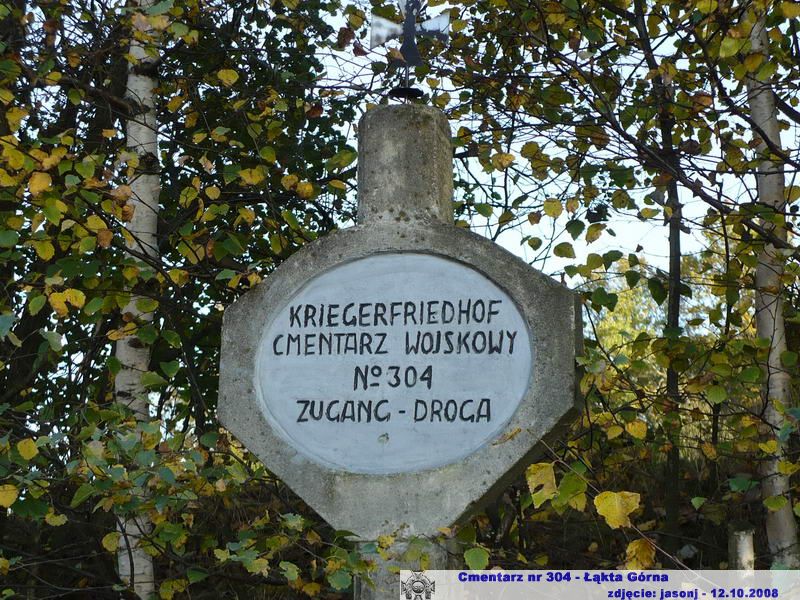 KRIEGERFRIEDHOF
CMENTARZ WOJSKOWY
No 304
ZUGANG - DROGA
Cmentarz nr 304 - Łąkta Górna
zdjęcie: jasonj - 12.10.2008